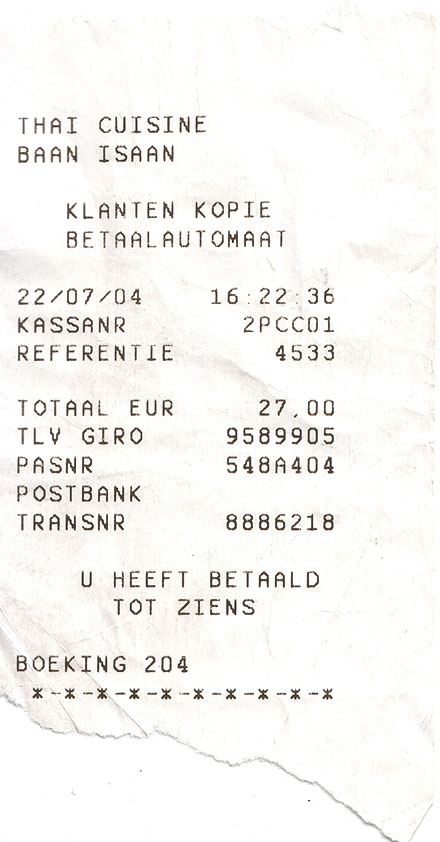 THAI CUISINE
BAAN ISAAN
KLANTEN KOPIE
BETAALAUTOMAAT
22/07/04 16:22:36
KASSANR 2PCC01
REFERENTIE 4533
TOTAAL EUR 27,00
TLV GIRO 9589905
PASNR 548A404
POSTBANK
TRANSNR 8886218
U HEEFT BETAALD
TOT ZIENS
BOEKING 204
*-*-*-*-*-*-*-*-*-*